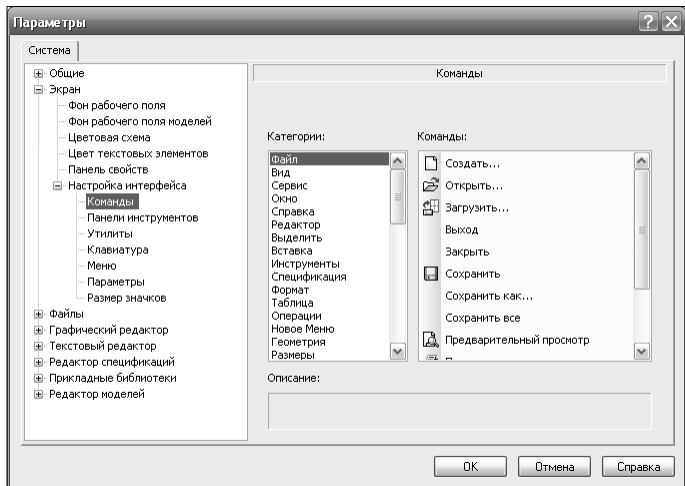 Параметры
Система
Общие
Экран
Фон рабочего поля
Фон рабочего поля моделей
Цветовая схема
Цвет текстовых элементов
Панель свойств
Настройка интерфейса
Команды
Панели инструментов
Утилиты
Клавиатура
Меню
Параметры
Размер значков
Файлы
Графический редактор
Текстовый редактор
Редактор спецификаций
Прикладные библиотеки
Редактор моделей
Команды
Категории:
Файл
Вид
Сервис
Окно
Справка
Редактор
Выделить
Вставка
Инструменты
Спецификация
Формат
Таблица
Операции
Новое Меню
Геометрия
Размеры
Команды:
Создать...
Открыть...
Загрузить...
Выход
Закрыть
Сохранить
Сохранить как...
Сохранить все
Предварительный просмотр
Описание:
OK
Отмена
Справка